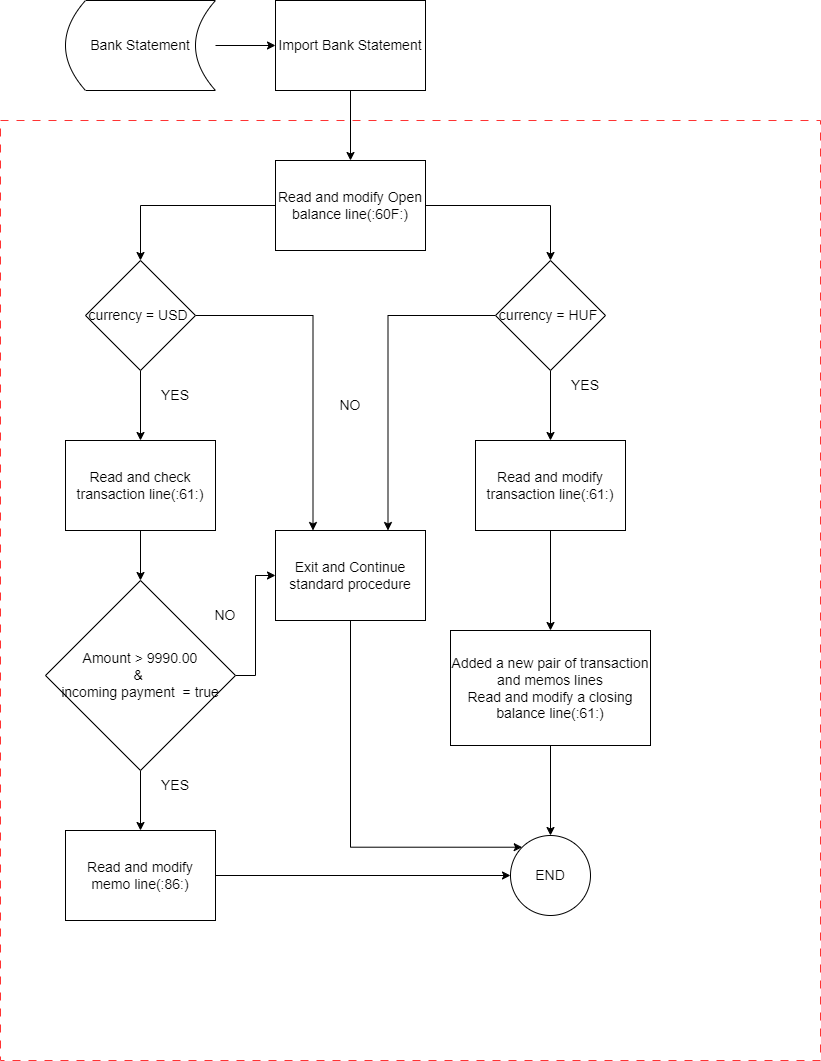 Bank Statement
Import Bank Statement
Read and modify Open
balance line(:60F:)
currency = USD
currency = HUF
YES
NO
YES
Read and check
transaction line(:61:)
Read and modify
transaction line(:61:)
Exit and Continue
standard procedure
NO
Amount > 9990.00
&
incoming payment  = true
Added a new pair of transaction
and memos lines
Read and modify a closing
balance line(:61:)
YES
Read and modify
memo line(:86:)
END